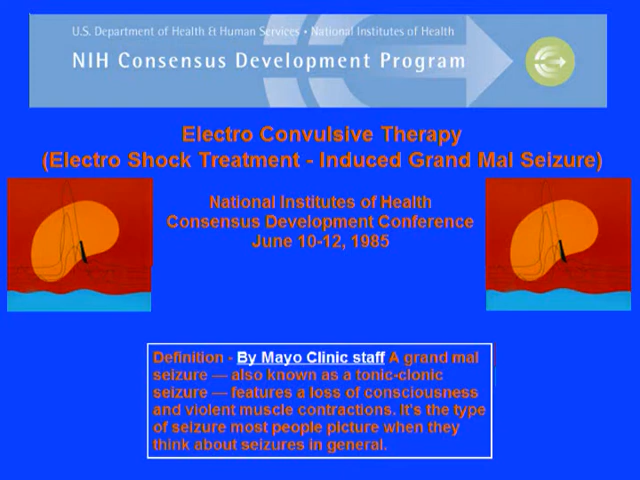 U.S. Department of Health & Human Services • National Institutes of Health
NIH Consensus Development Program
Electro Convulsive Therapy
(Electro Shock Treatment - Induced Grand Mal Seizure)
National Institutes of Health
Consensus Development Conference
June 10-12, 1985
Definition - By Mayo Clinic staff A grand mal
seizure — also known as a tonic-clonic
seizure — features a loss of consciousness
and violent muscle contractions. It's the type
of seizure most people picture when they
think about seizures in general.